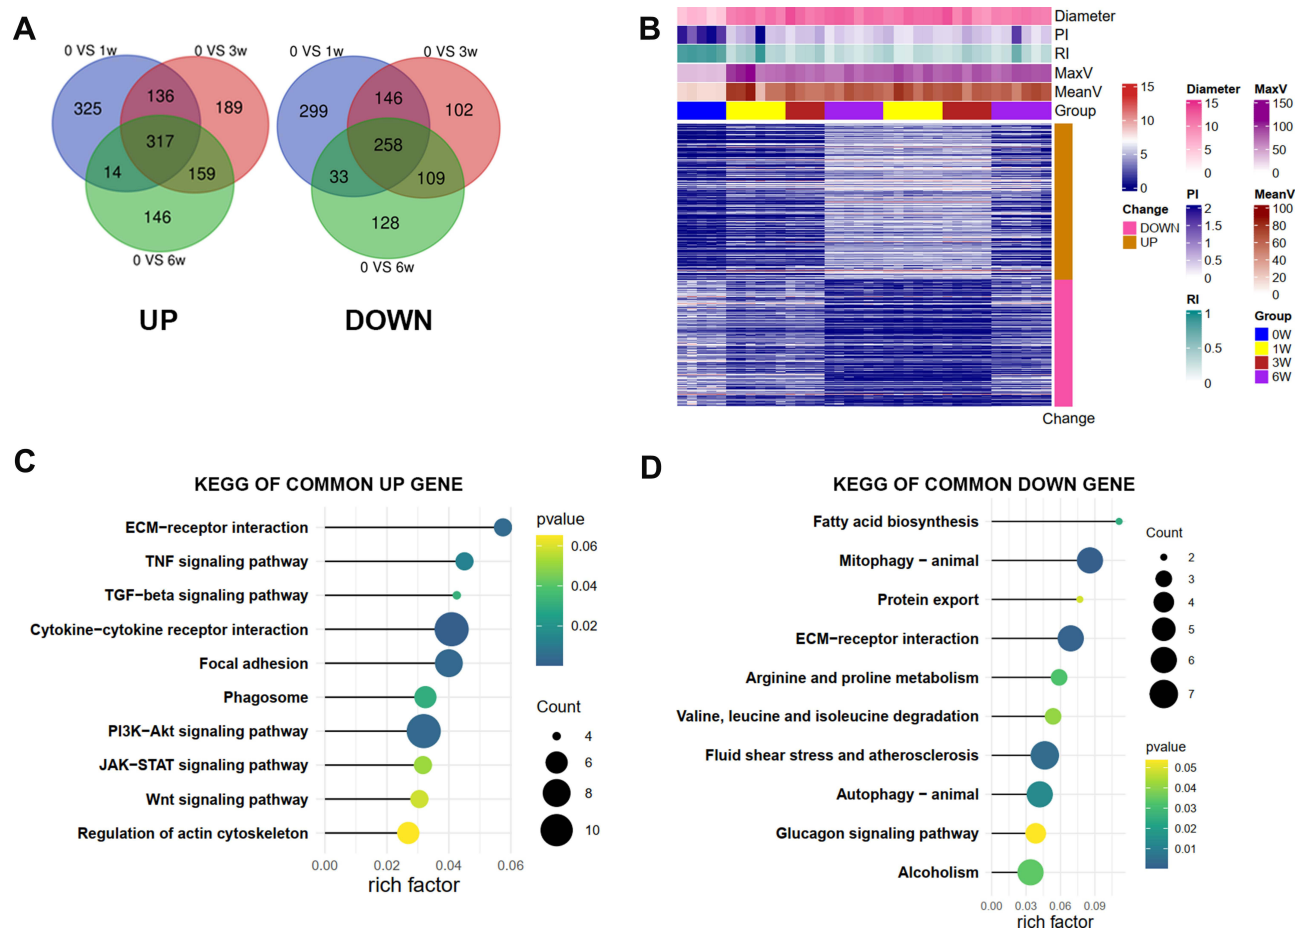 A
0 VS 1w
0 VS 3w
325
136
189
317
14
159
146
0 VS 6w
UP
0 VS 1w
0 VS 3w
299
146
102
258
33
109
128
0 VS 6w
DOWN
B
Diameter
PI
RI
MaxV
MeanV
Group
Change
15
10
5
0
Change
DOWN
UP
Diameter
15
10
5
0
PI
2
1.5
1
0.5
0
RI
1
0.5
0
MaxV
150
100
50
0
MeanV
100
80
60
40
20
0
Group
0W
1W
3W
6W
C
KEGG OF COMMON UP GENE
ECM−receptor interaction
TNF signaling pathway
TGF−beta signaling pathway
Cytokine−cytokine receptor interaction
Focal adhesion
Phagosome
PI3K−Akt signaling pathway
JAK−STAT signaling pathway
Wnt signaling pathway
Regulation of actin cytoskeleton
0.00 0.02 0.04 0.06
rich factor
pvalue
0.06
0.04
0.02
Count
4
6
8
10
D
KEGG OF COMMON DOWN GENE
Fatty acid biosynthesis
Mitophagy − animal
Protein export
ECM−receptor interaction
Arginine and proline metabolism
Valine, leucine and isoleucine degradation
Fluid shear stress and atherosclerosis
Autophagy − animal
Glucagon signaling pathway
Alcoholism
0.00 0.03 0.06 0.09
rich factor
Count
2
3
4
5
6
7
pvalue
0.05
0.04
0.03
0.02
0.01